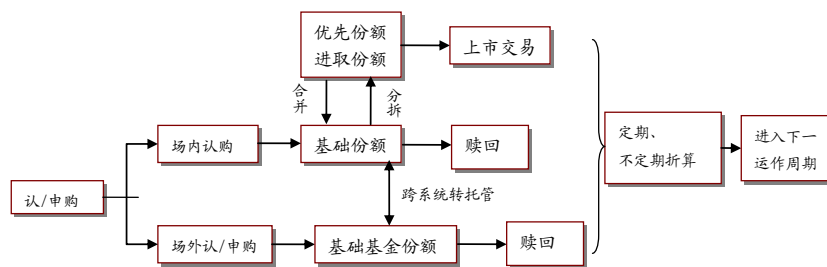 优先份额
进取份额
上市交易
合并
分拆
场内认购
基础份额
赎回
定期、
不定期折算
进入下一
运作周期
认/申购
跨系统转托管
场外认/申购
基础基金份额
赎回